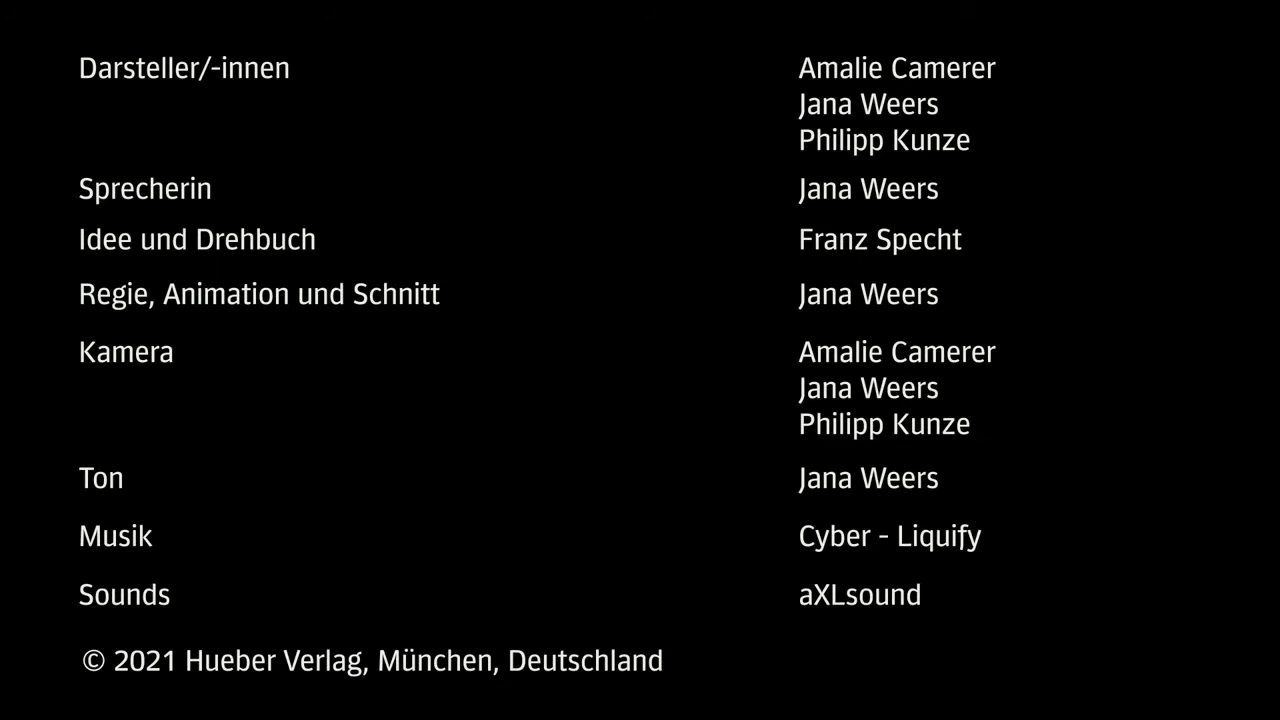 Darsteller/-innen Amalie Camerer
Jana Weers
Philipp Kunze
Sprecherin Jana Weers
Idee und Drehbuch Franz Specht
Regie, Animation und Schnitt Jana Weers
Kamera Amalie Camerer
Jana Weers
Philipp Kunze
Ton Jana Weers
Musik Cyber - Liquify
Sounds aXLsound
© 2021 Hueber Verlag, München, Deutschland